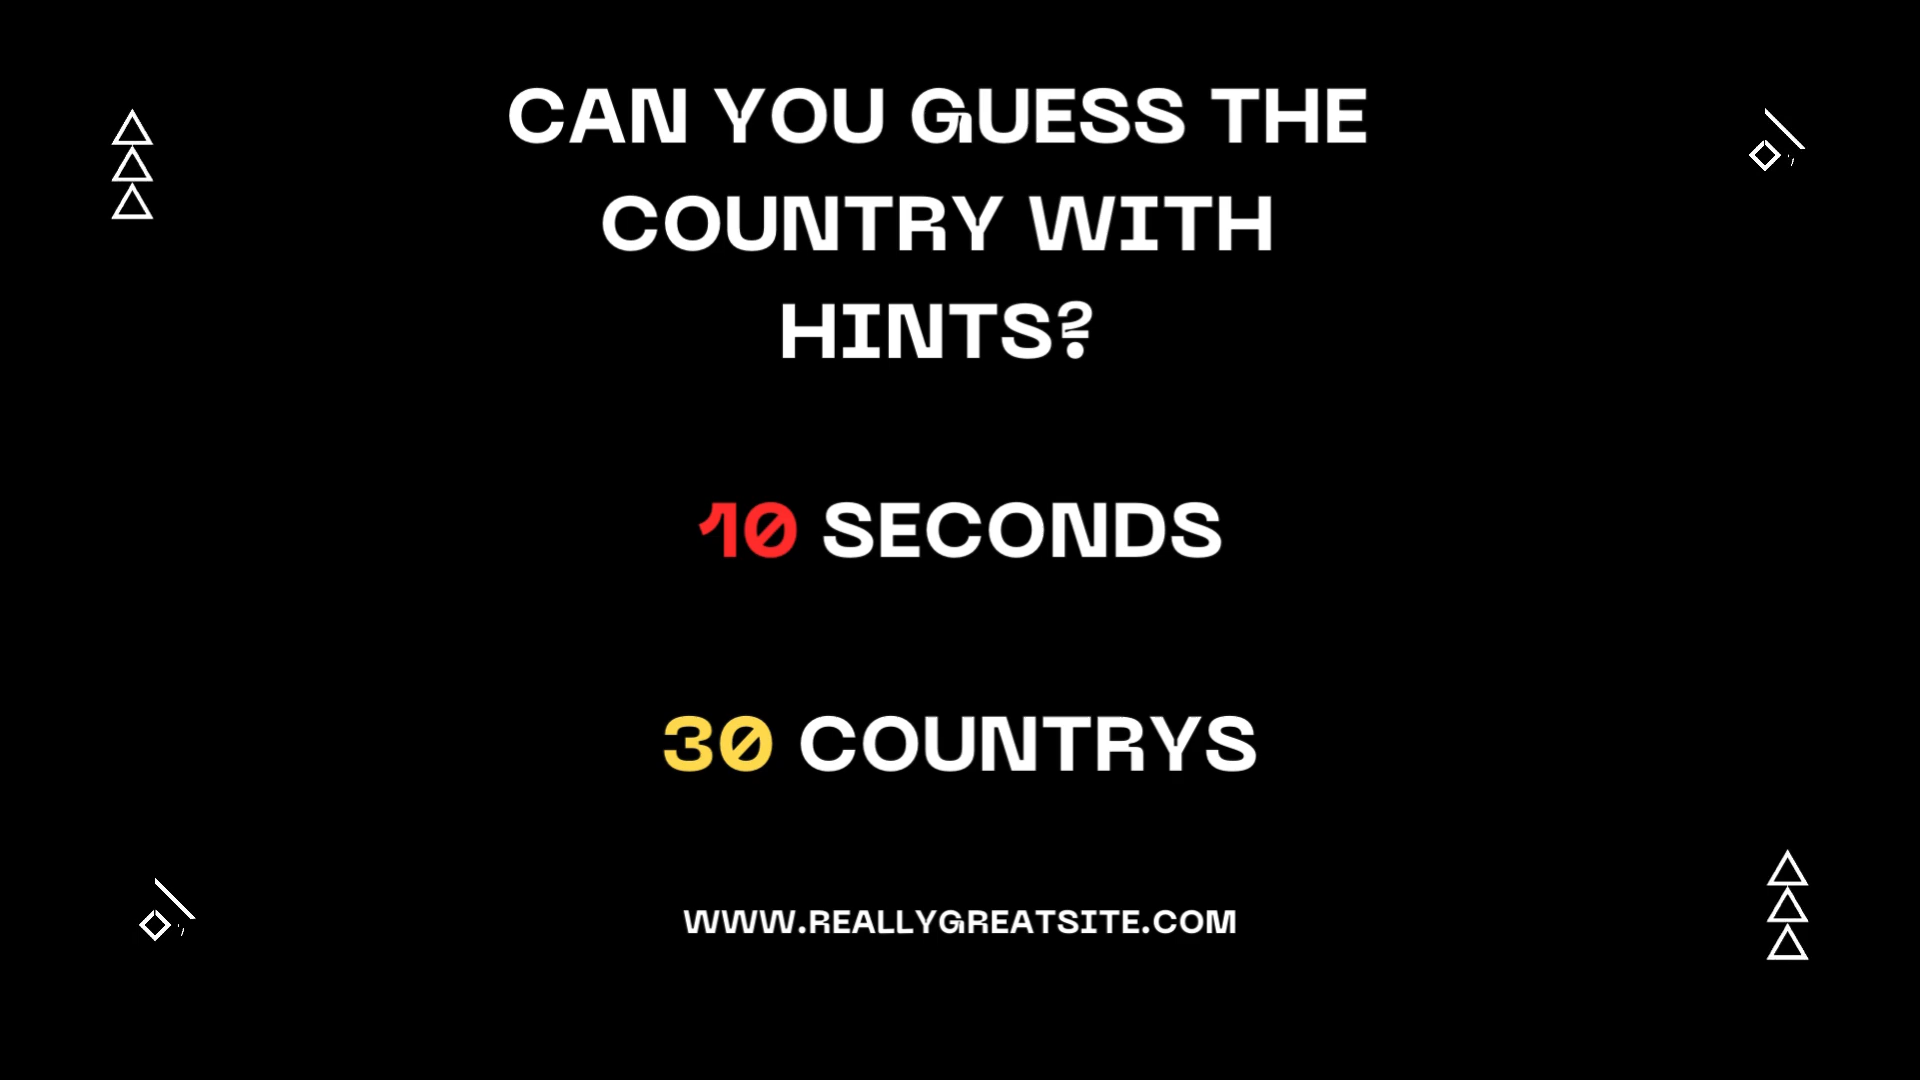 CAN YOU GUESS THE
COUNTRY WITH
HINTS?
10 SECONDS
30 COUNTRYS
WWW.REALLYGREATSITE.COM